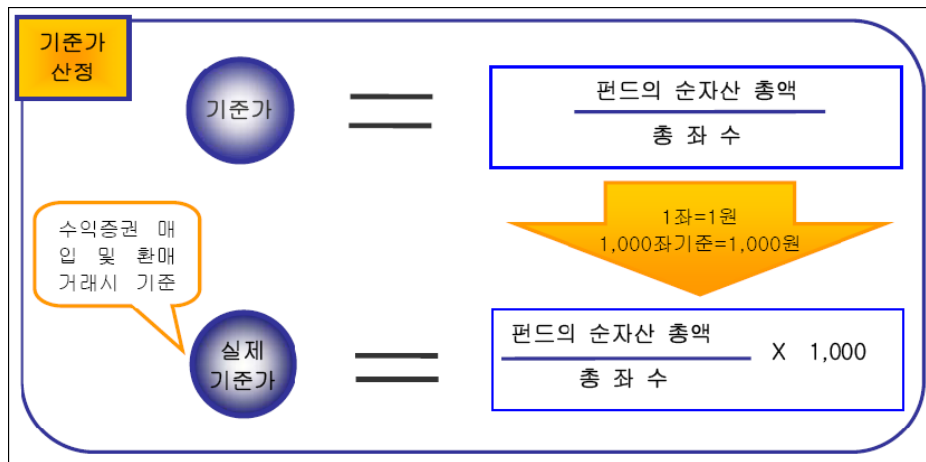 기준가
산정
기준가
펀드의 순자산 총액
총 좌 수
1좌=1원
1,000좌기준=1,000원
수익증권 매
입 및 환매
거래시 기준
실제
기준가
펀드의 순자산 총액
X 1,000
총 좌 수